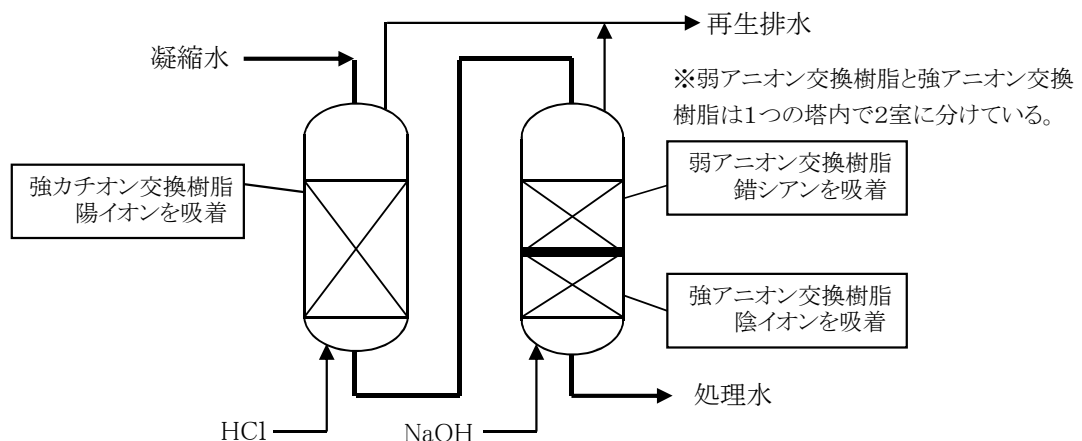 再生排水
凝縮水
※弱アニオン交換樹脂と強アニオン交換
樹脂は1つの塔内で2室に分けている。
弱アニオン交換樹脂
錯シアンを吸着
強カチオン交換樹脂
陽イオンを吸着
強アニオン交換樹脂
陰イオンを吸着
処理水
HCl
NaOH